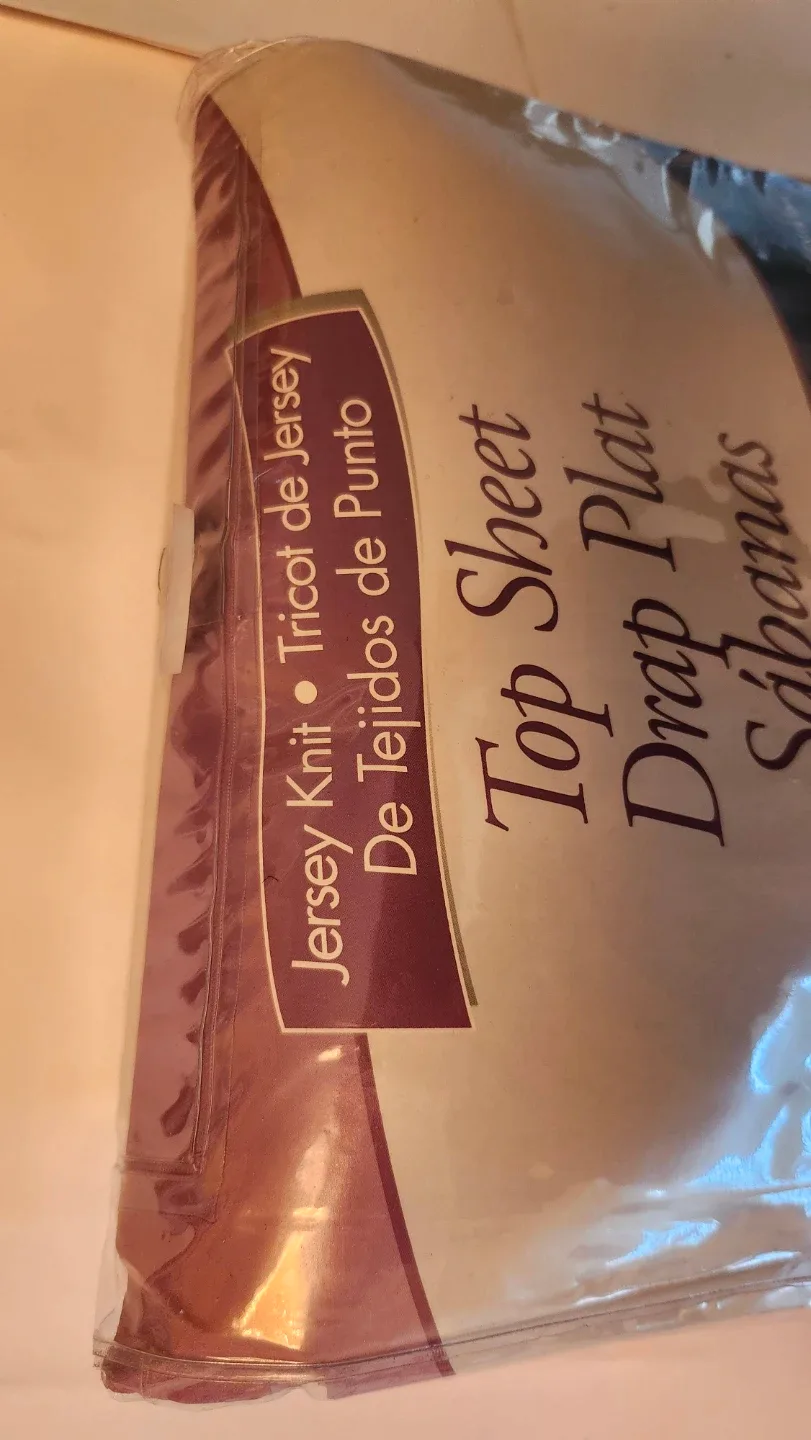 Jersey Knit • Tricot de Jersey
De Tejidos de Punto
Top Sheet
Drap Plat
Sábanas